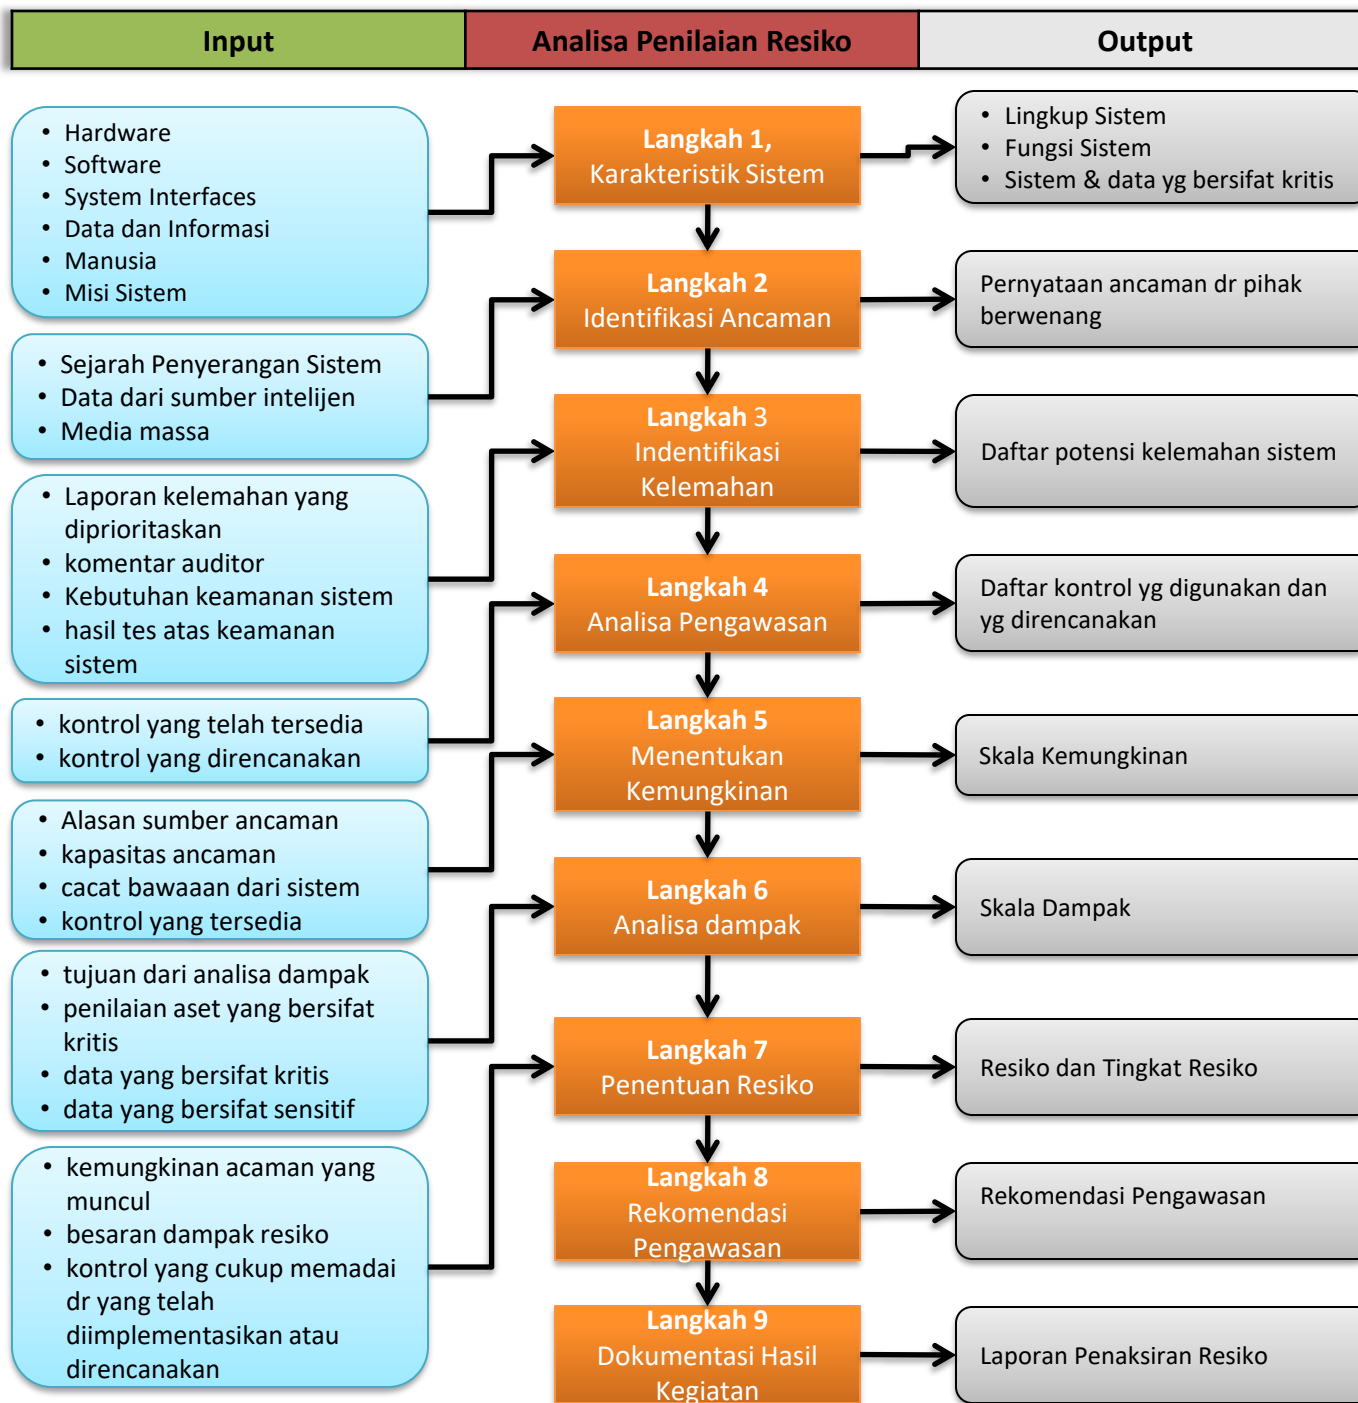 Input
Analisa Penilaian Resiko
Output
• Hardware
• Software
• System Interfaces
• Data dan Informasi
• Manusia
• Misi Sistem
Langkah 1,
Karakteristik Sistem
• Lingkup Sistem
• Fungsi Sistem
• Sistem & data yg bersifat kritis
• Sejarah Penyerangan Sistem
• Data dari sumber intelijen
• Media massa
Langkah 2
Identifikasi Ancaman
Pernyataan ancaman dr pihak
berwenang
• Laporan kelemahan yang
diprioritaskan
• komentar auditor
• Kebutuhan keamanan sistem
• hasil tes atas keamanan
sistem
Langkah 3
Indentifikasi
Kelemahan
Daftar potensi kelemahan sistem
• kontrol yang telah tersedia
• kontrol yang direncanakan
Langkah 4
Analisa Pengawasan
Daftar kontrol yg digunakan dan
yg direncanakan
• Alasan sumber ancaman
• kapasitas ancaman
• cacat bawaaan dari sistem
• kontrol yang tersedia
Langkah 5
Menentukan
Kemungkinan
Skala Kemungkinan
• tujuan dari analisa dampak
• penilaian aset yang bersifat
kritis
• data yang bersifat kritis
• data yang bersifat sensitif
Langkah 6
Analisa dampak
Skala Dampak
• kemungkinan acaman yang
muncul
• besaran dampak resiko
• kontrol yang cukup memadai
dr yang telah
diimplementasikan atau
direncanakan
Langkah 7
Penentuan Resiko
Resiko dan Tingkat Resiko
Langkah 8
Rekomendasi
Pengawasan
Rekomendasi Pengawasan
Langkah 9
Dokumentasi Hasil
Kegiatan
Laporan Penaksiran Resiko